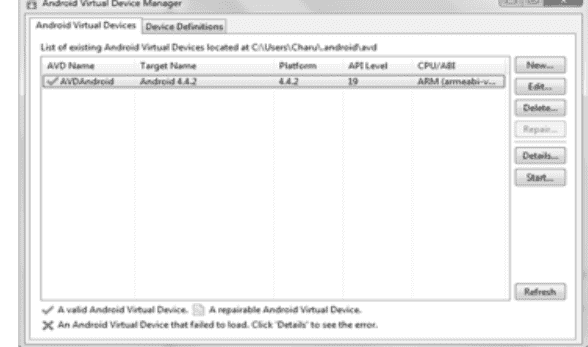 Android Virtual Device Manager
Android Virtual Devices Device Definitions
List of existing Android Virtual Devices located at C:\Users\Charu\.android\avd
AVD Name Target Name Platform API Level CPU/ABI
AVDAndroid Android 4.4.2 4.4.2 19 ARM (armeabi-v...
New...
Edit...
Delete...
Repair...
Details...
Start...
Refresh
A valid Android Virtual Device. A repairable Android Virtual Device.
An Android Virtual Device that failed to load. Click 'Details' to see the error.